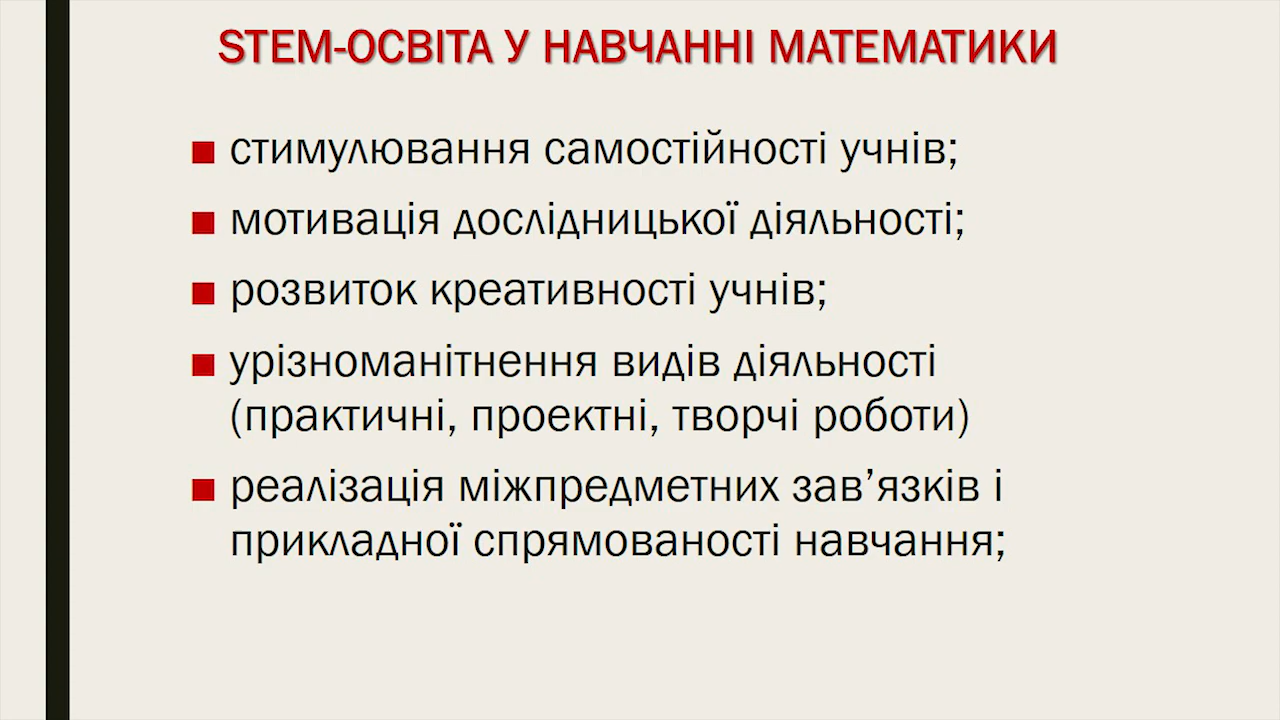 STEM-ОСВІТА У НАВЧАННІ МАТЕМАТИКИ
стимулювання самостійності учнів;
мотивація дослідницької діяльності;
розвиток креативності учнів;
урізноманітнення видів діяльності
(практичні, проектні, творчі роботи)
реалізація міжпредметних зав’язків і
прикладної спрямованості навчання;